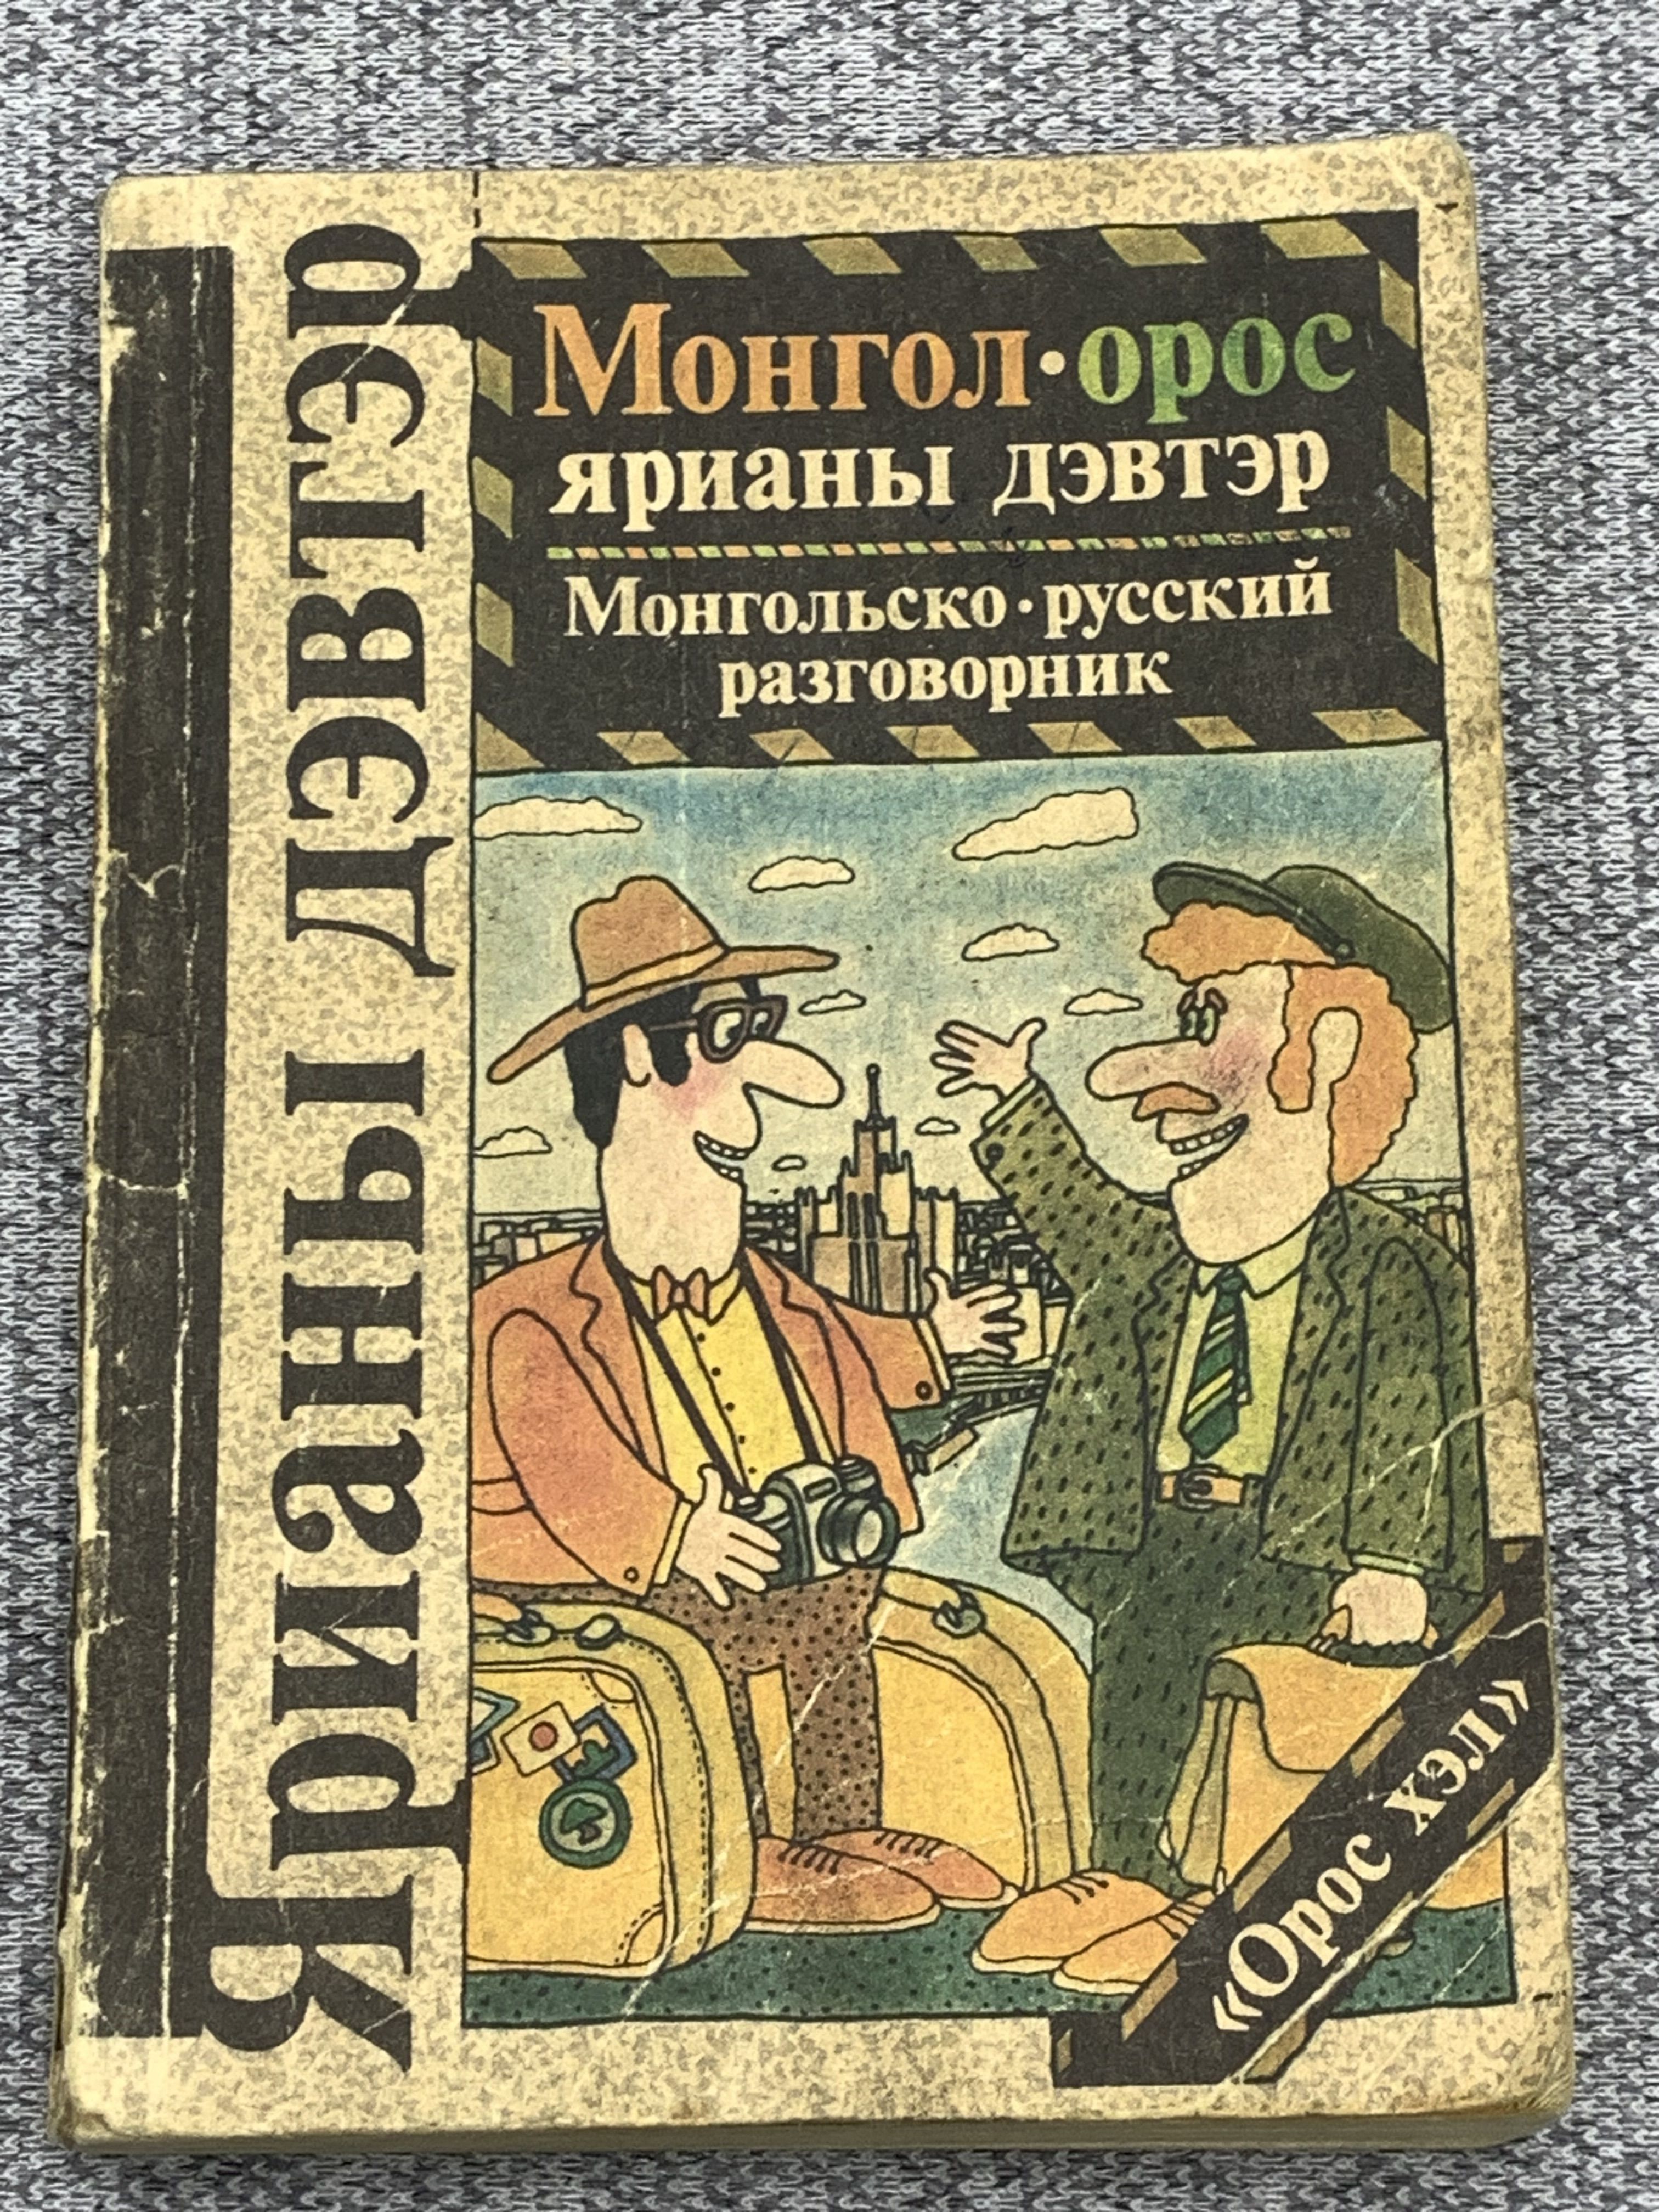 Ярианы дэвтэр
Монгол·орос
ярианы дэвтэр
Монгольско·русский
разговорник
«Орос хэл»